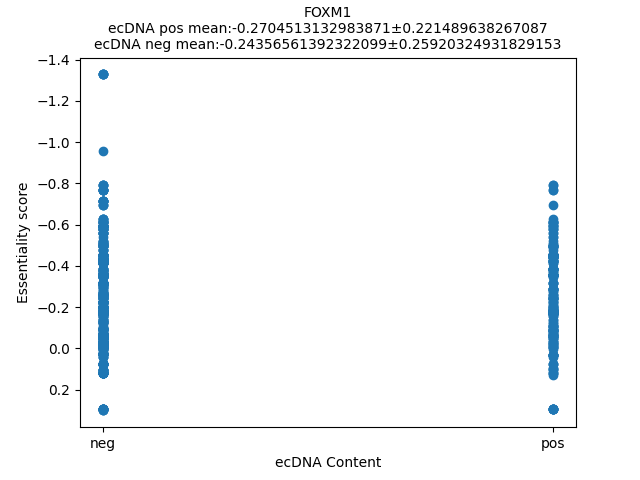 FOXM1
ecDNA pos mean:-0.2704513132983871±0.221489638267087
ecDNA neg mean:-0.24356561392322099±0.25920324931829153
−1.4
−1.2
−1.0
−0.8
−0.6
−0.4
−0.2
0.0
0.2
Essentiality score
neg
pos
ecDNA Content